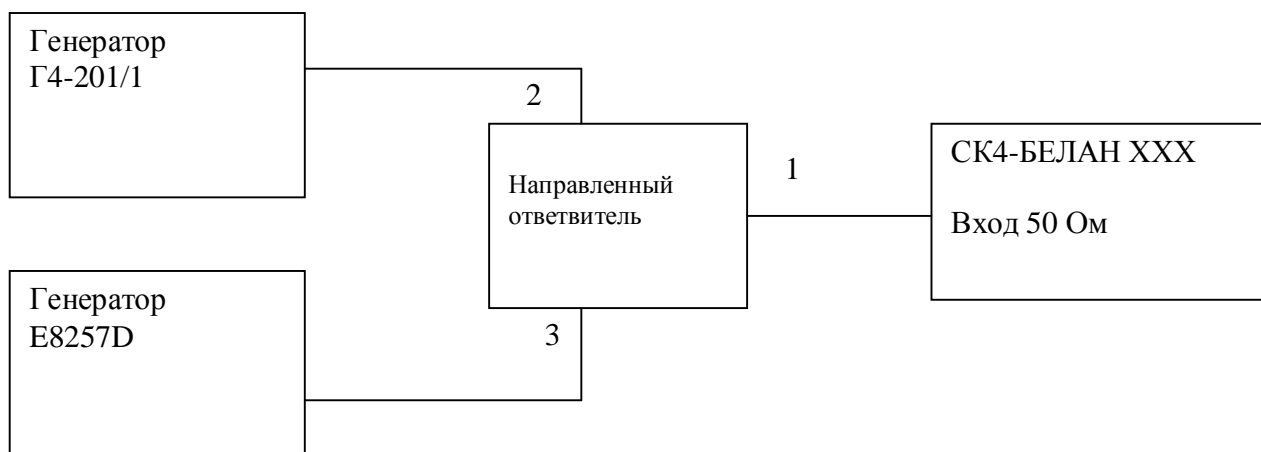 Генератор
Г4-201/1
2
Направленный
ответвитель
1
СК4-БЕЛАН XXX
Вход 50 Ом
Генератор
E8257D
3